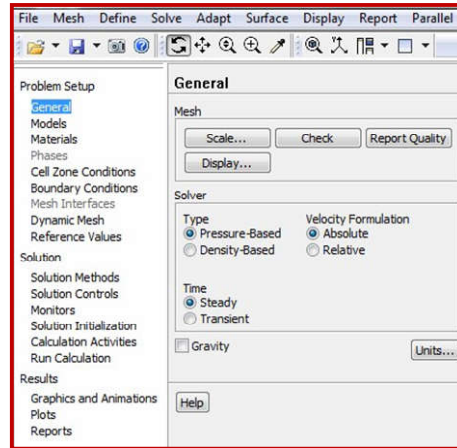 File Mesh Define Solve Adapt Surface Display Report Parallel
Problem Setup
General
Models
Materials
Phases
Cell Zone Conditions
Boundary Conditions
Mesh Interfaces
Dynamic Mesh
Reference Values
Solution
Solution Methods
Solution Controls
Monitors
Solution Initialization
Calculation Activities
Run Calculation
Results
Graphics and Animations
Plots
Reports
General
Mesh
Scale... Check Report Quality
Display...
Solver
Type Velocity Formulation
Pressure-Based Absolute
Density-Based Relative
Time
Steady
Transient
Gravity Units...
Help